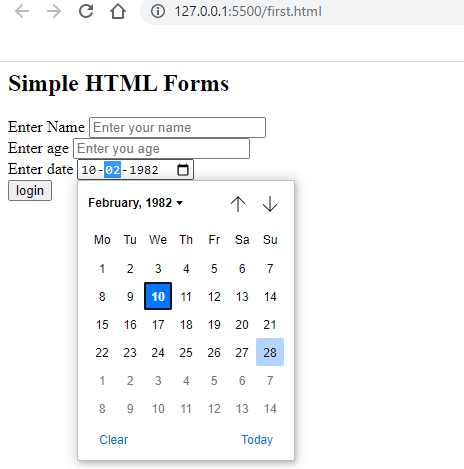 127.0.0.1:5500/first.html
Simple HTML Forms
Enter Name Enter your name
Enter age Enter you age
Enter date 10-02-1982
login
February, 1982
Mo Tu We Th Fr Sa Su
1 2 3 4 5 6 7
8 9 10 11 12 13 14
15 16 17 18 19 20 21
22 23 24 25 26 27 28
1 2 3 4 5 6 7
8 9 10 11 12 13 14
Clear Today